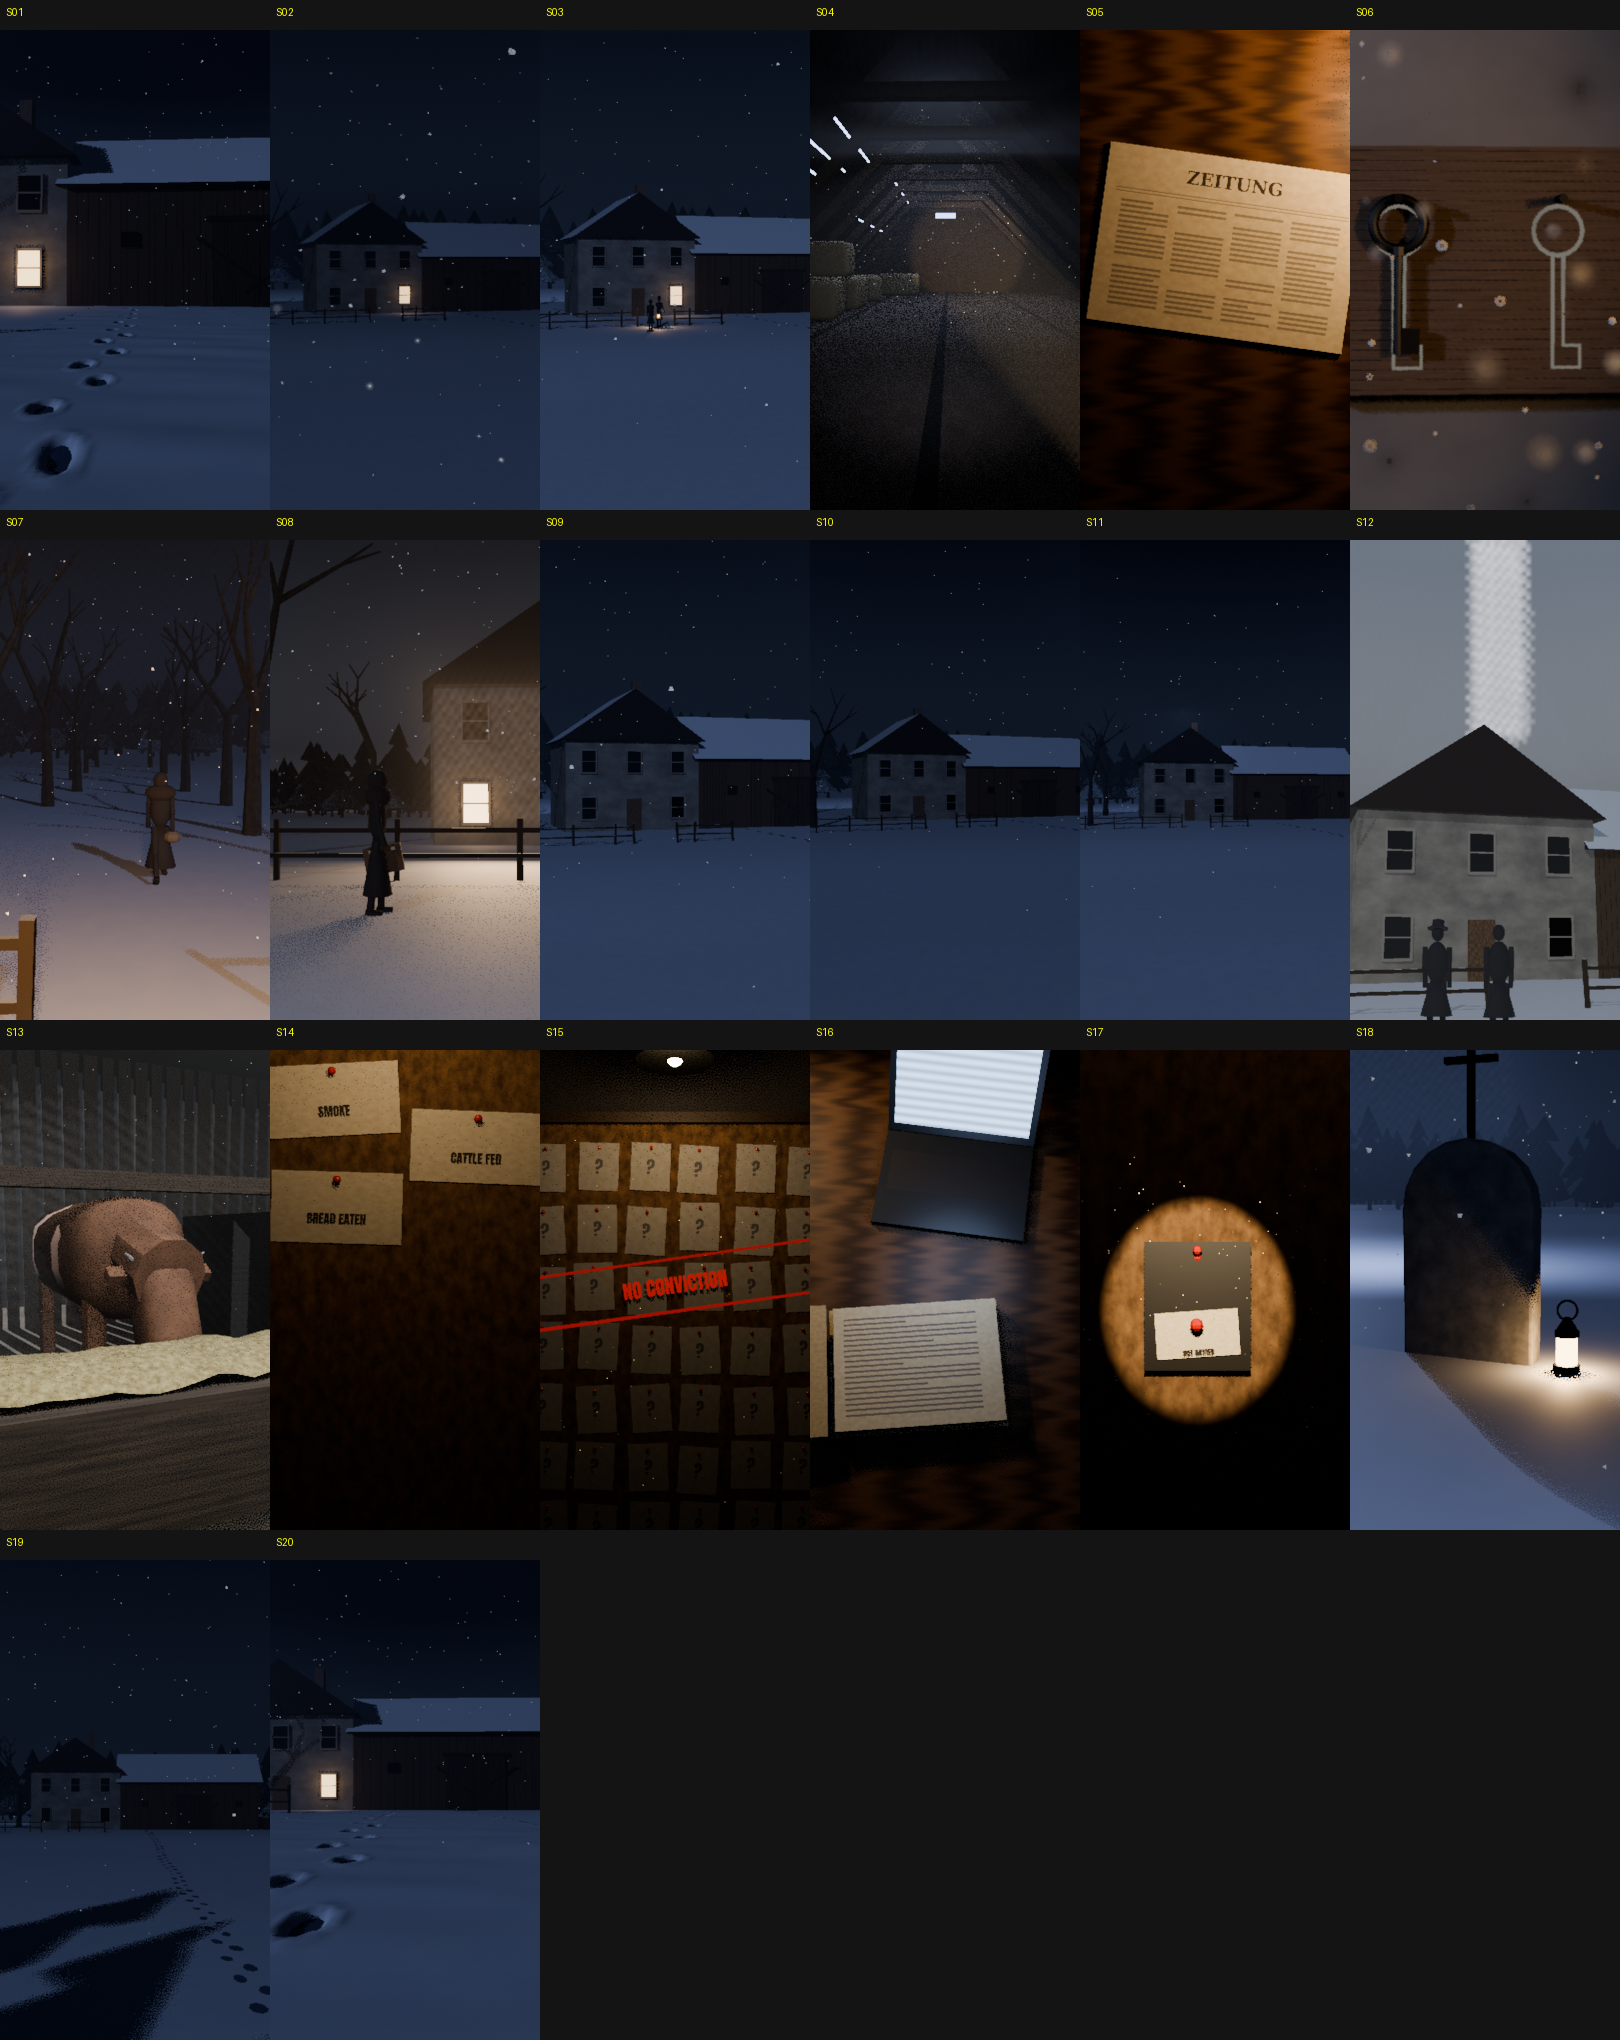 S01 S02 S03 S04 S05 S06
ZEITUNG
S07 S08 S09 S10 S11 S12
S13 S14 S15 S16 S17 S18
SMOKE
CATTLE FED
BREAD EATEN
? ? ? ? ? ?
? ? ? ? ? ?
? ? ? ?
NO CONVICTION
? ? ? ? ? ?
? ? ? ? ? ?
? ? ? ? ? ?
S19 S20